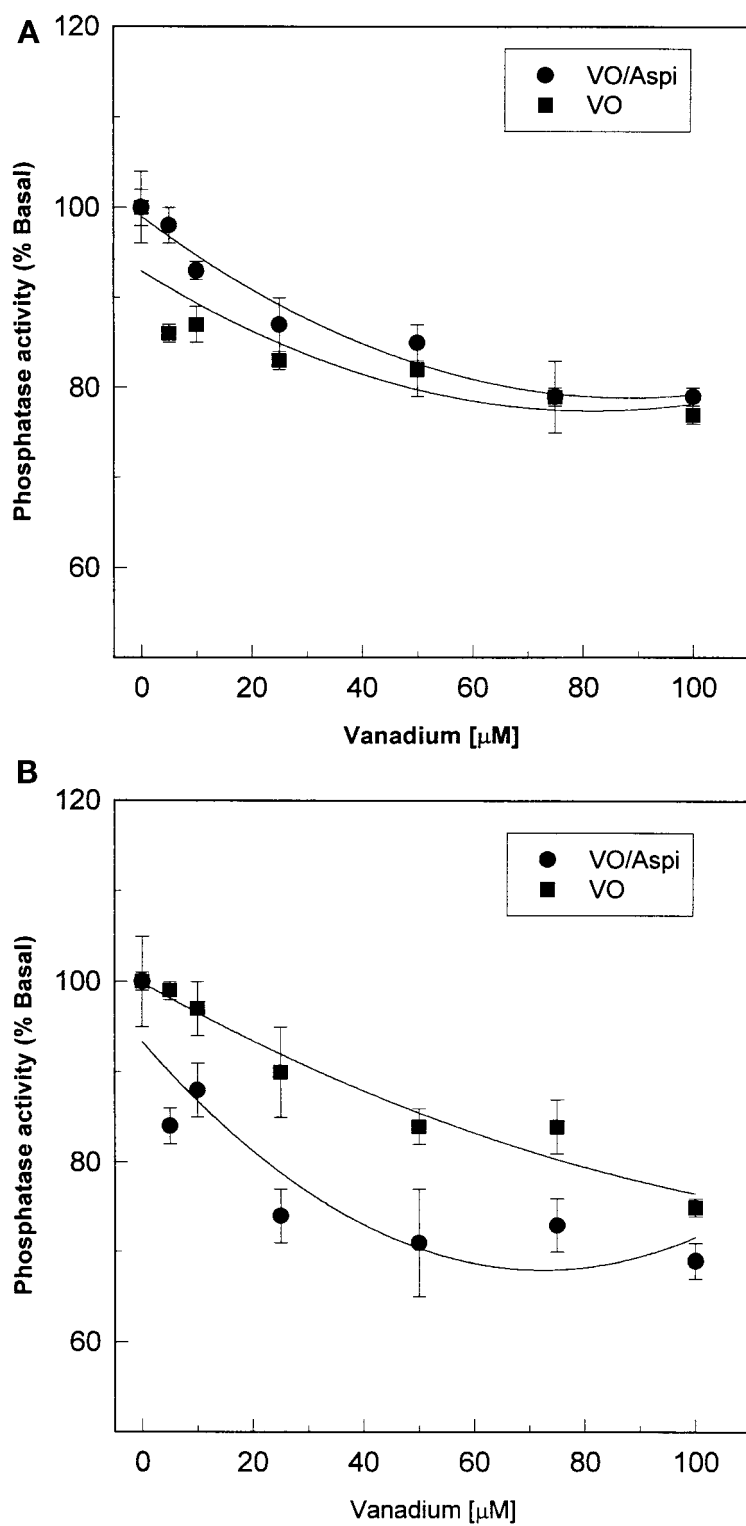 A
120
100
80
60
Phosphatase activity (% Basal)
VO/Aspi
VO
0 20 40 60 80 100
Vanadium [μM]
B
120
100
80
60
Phosphatase activity (% Basal)
VO/Aspi
VO
0 20 40 60 80 100
Vanadium [μM]